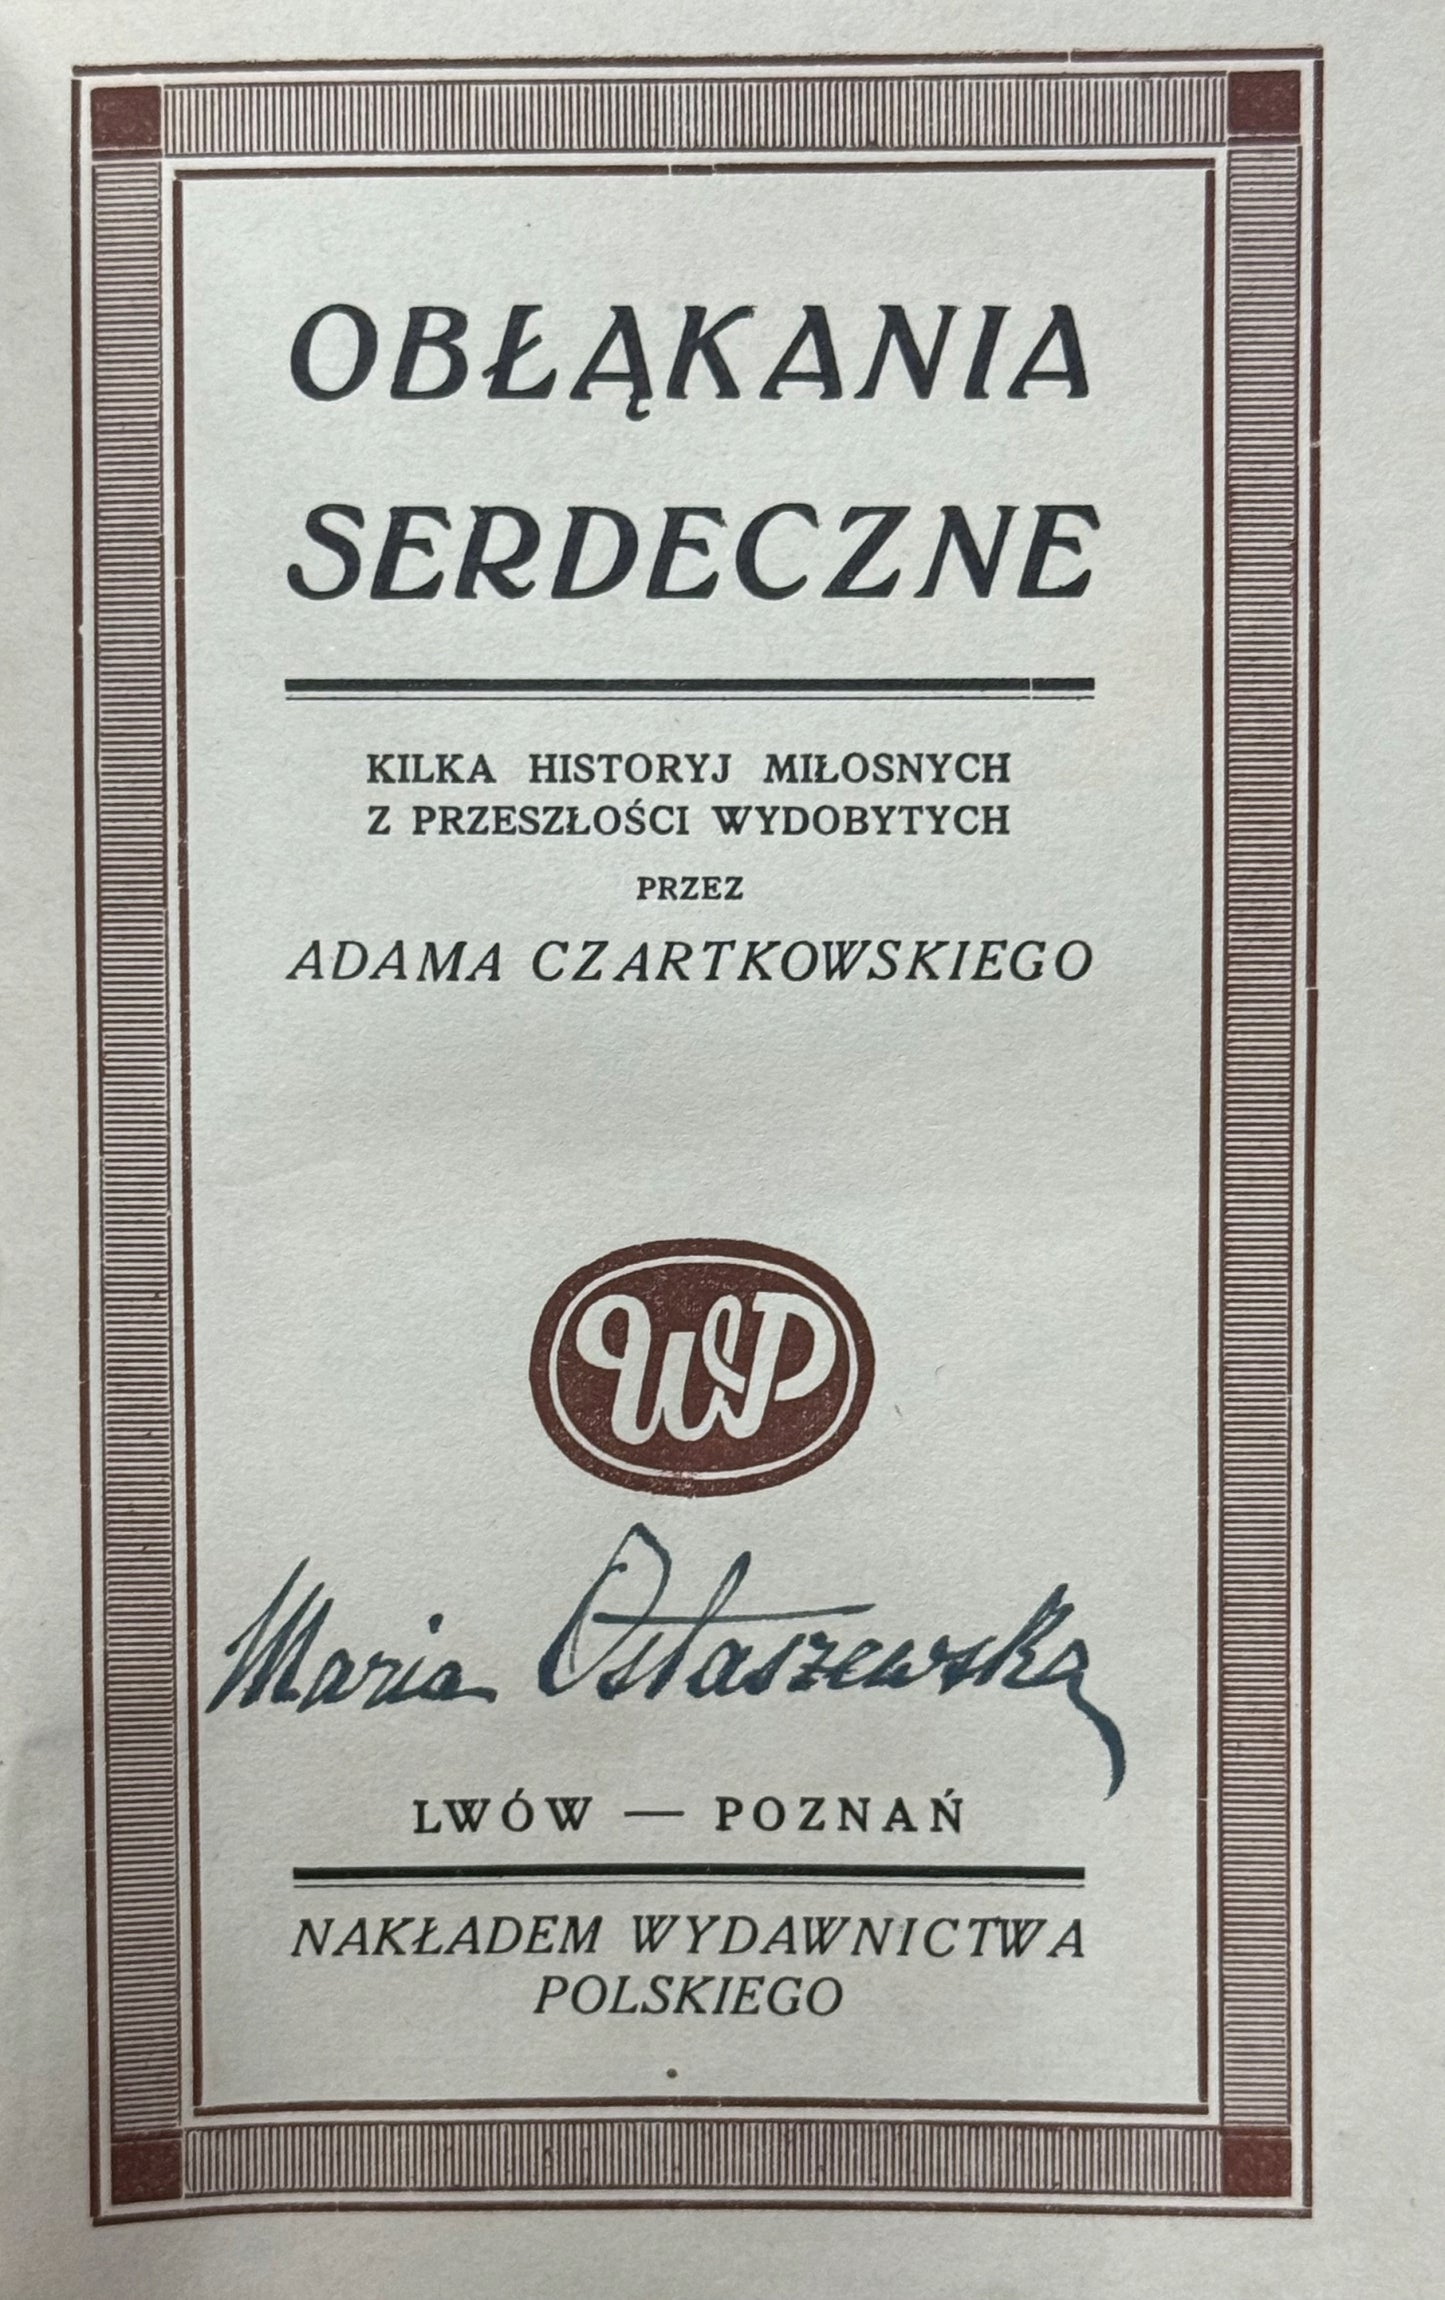 OBŁĄKANIA
SERDECZNE
KILKA HISTORYJ MIŁOSNYCH
Z PRZESZŁOŚCI WYDOBYTYCH
PRZEZ
ADAMA CZARTKOWSKIEGO
WP
Maria Ostaszewska
LWÓW — POZNAŃ
NAKŁADEM WYDAWNICTWA
POLSKIEGO